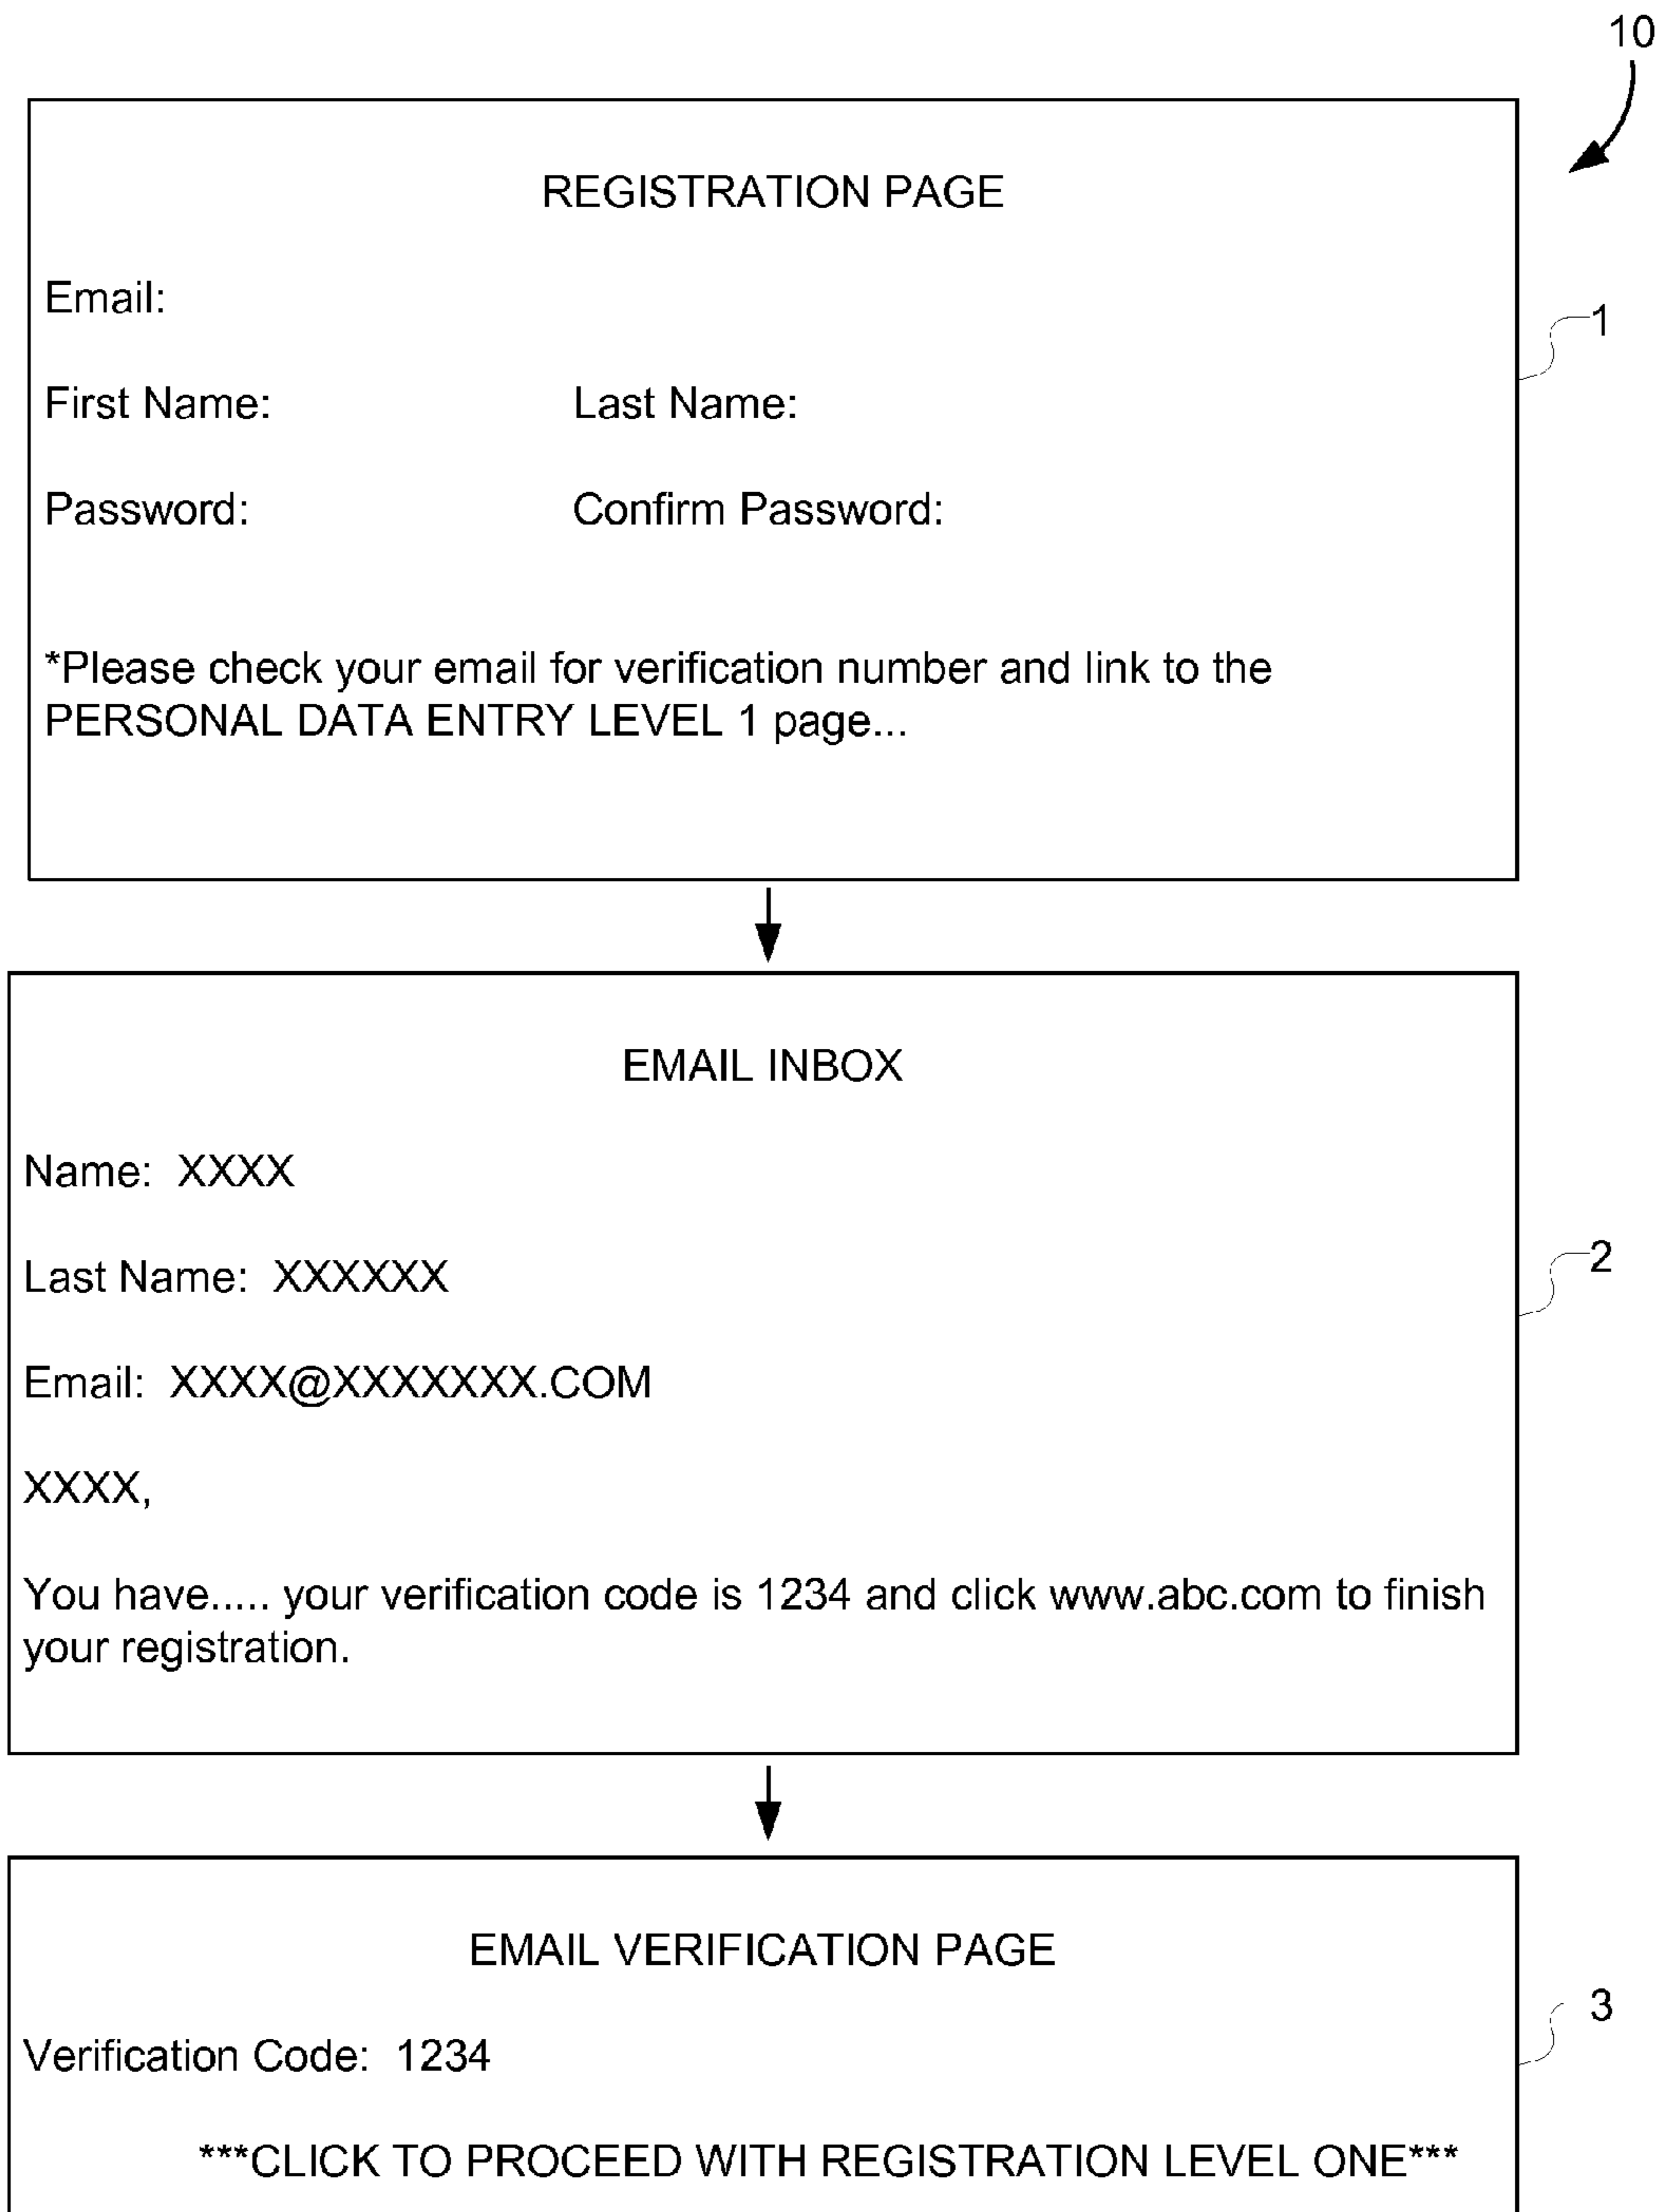 10
REGISTRATION PAGE
Email:
1
First Name: Last Name:
Password: Confirm Password:
*Please check your email for verification number and link to the
PERSONAL DATA ENTRY LEVEL 1 page...
EMAIL INBOX
Name: XXXX
2
Last Name: XXXXXX
Email: XXXX@XXXXXXX.COM
XXXX,
You have..... your verification code is 1234 and click www.abc.com to finish
your registration.
EMAIL VERIFICATION PAGE
3
Verification Code: 1234
***CLICK TO PROCEED WITH REGISTRATION LEVEL ONE***